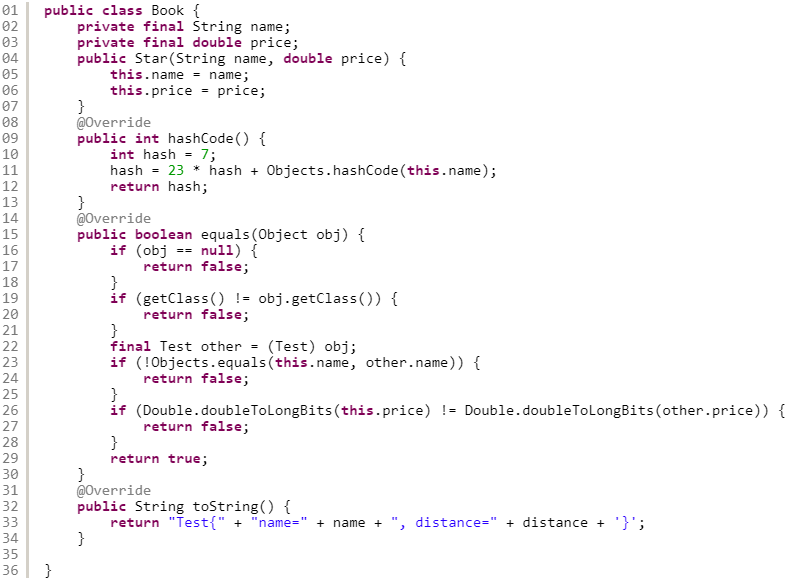 01 public class Book {
02     private final String name;
03     private final double price;
04     public Star(String name, double price) {
05         this.name = name;
06         this.price = price;
07     }
08     @Override
09     public int hashCode() {
10         int hash = 7;
11         hash = 23 * hash + Objects.hashCode(this.name);
12         return hash;
13     }
14     @Override
15     public boolean equals(Object obj) {
16         if (obj == null) {
17             return false;
18         }
19         if (getClass() != obj.getClass()) {
20             return false;
21         }
22         final Test other = (Test) obj;
23         if (!Objects.equals(this.name, other.name)) {
24             return false;
25         }
26         if (Double.doubleToLongBits(this.price) != Double.doubleToLongBits(other.price)) {
27             return false;
28         }
29         return true;
30     }
31     @Override
32     public String toString() {
33         return "Test{" + "name=" + name + ", distance=" + distance + '}';
34     }
35
36 }